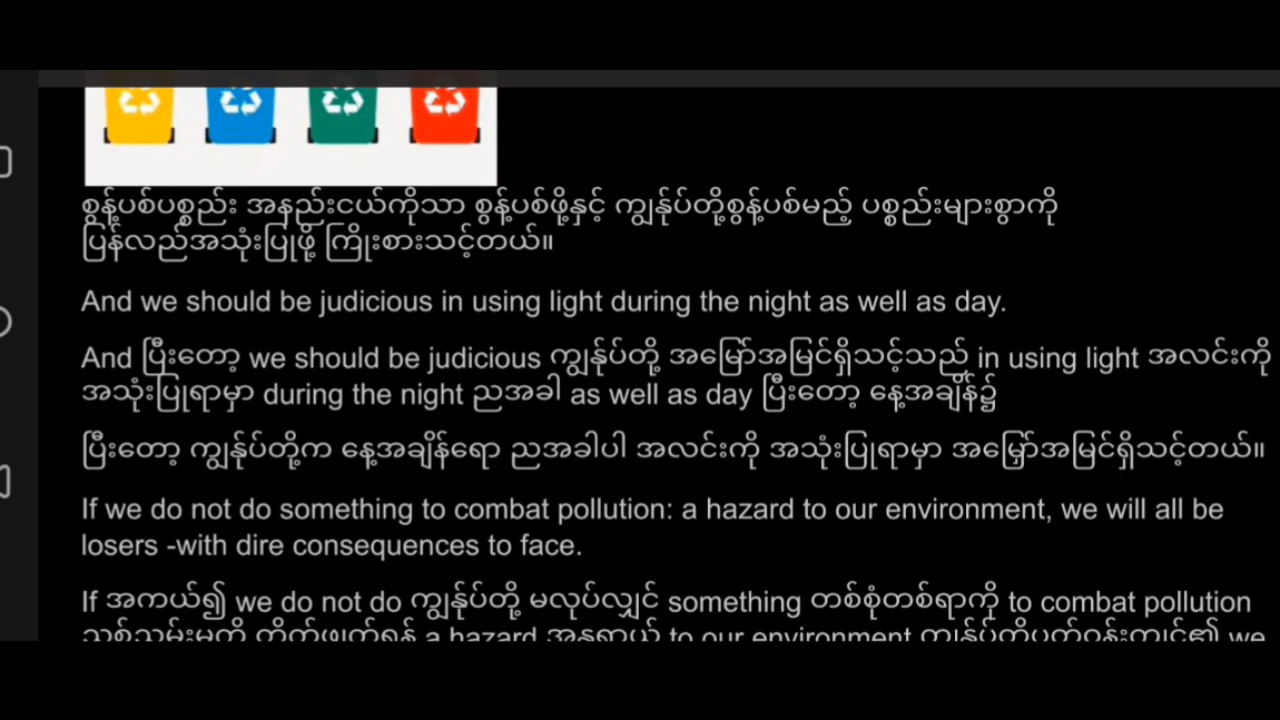 စွန့်ပစ်ပစ္စည်း အနည်းငယ်ကိုသာ စွန့်ပစ်ဖို့နှင့် ကျွန်ုပ်တို့စွန့်ပစ်မည့် ပစ္စည်းများစွာကို
ပြန်လည်အသုံးပြုဖို့ ကြိုးစားသင့်တယ်။
And we should be judicious in using light during the night as well as day.
And ပြီးတော့ we should be judicious ကျွန်ုပ်တို့ အမြော်အမြင်ရှိသင့်သည် in using light အလင်းကို
အသုံးပြုရာမှာ during the night ညအခါ as well as day ပြီးတော့ နေ့အချိန်၌
ပြီးတော့ ကျွန်ုပ်တို့က နေ့အချိန်ရော ညအခါပါ အလင်းကို အသုံးပြုရာမှာ အမြှော်အမြင်ရှိသင့်တယ်။
If we do not do something to combat pollution: a hazard to our environment, we will all be
losers -with dire consequences to face.
If အကယ်၍ we do not do ကျွန်ုပ်တို့ မလုပ်လျှင် something တစ်စုံတစ်ရာကို to combat pollution
a hazard အန္တရာယ် to our environment we